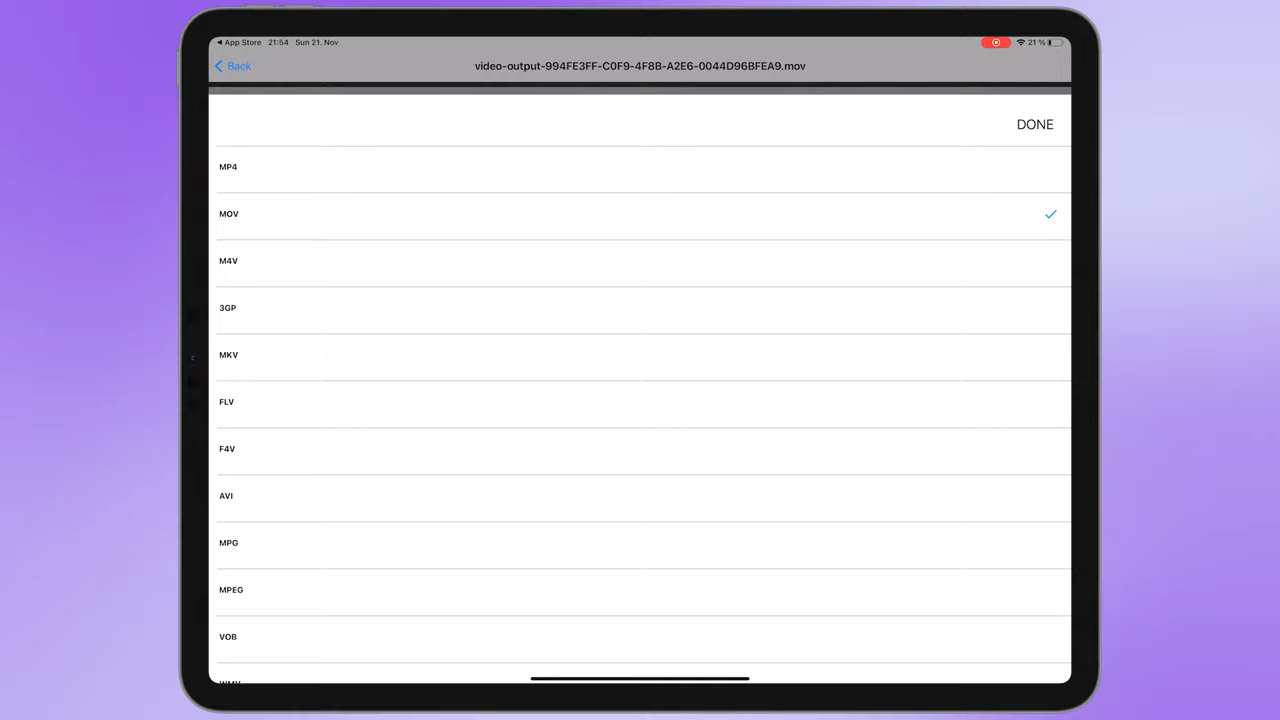 App Store 21:54 Sun 21. Nov 21 %
Back
video-output-994FE3FF-C0F9-4F8B-A2E6-0044D96BFEA9.mov
DONE
MP4
MOV
M4V
3GP
MKV
FLV
F4V
AVI
MPG
MPEG
VOB
WMV